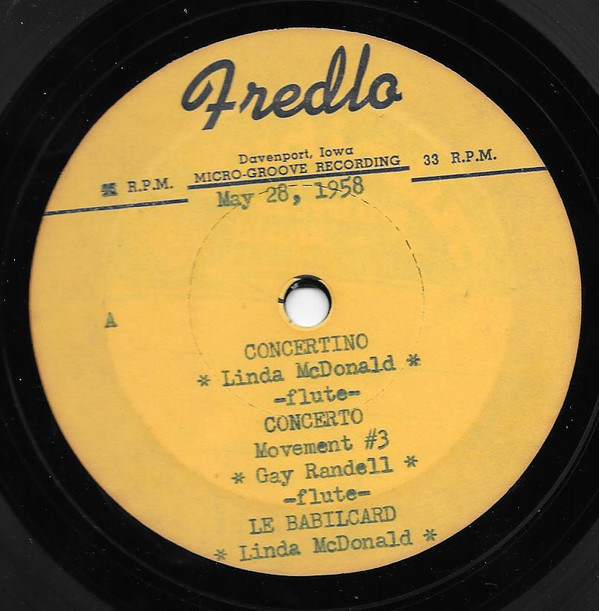 Fredlo
Davenport, Iowa
R.P.M. MICRO-GROOVE RECORDING 33 R.P.M.
May 28, 1958
A
CONCERTINO
* Linda McDonald *
-flute-
CONCERTO
Movement #3
* Gay Randell *
-flute-
LE BABILCARD
* Linda McDonald *